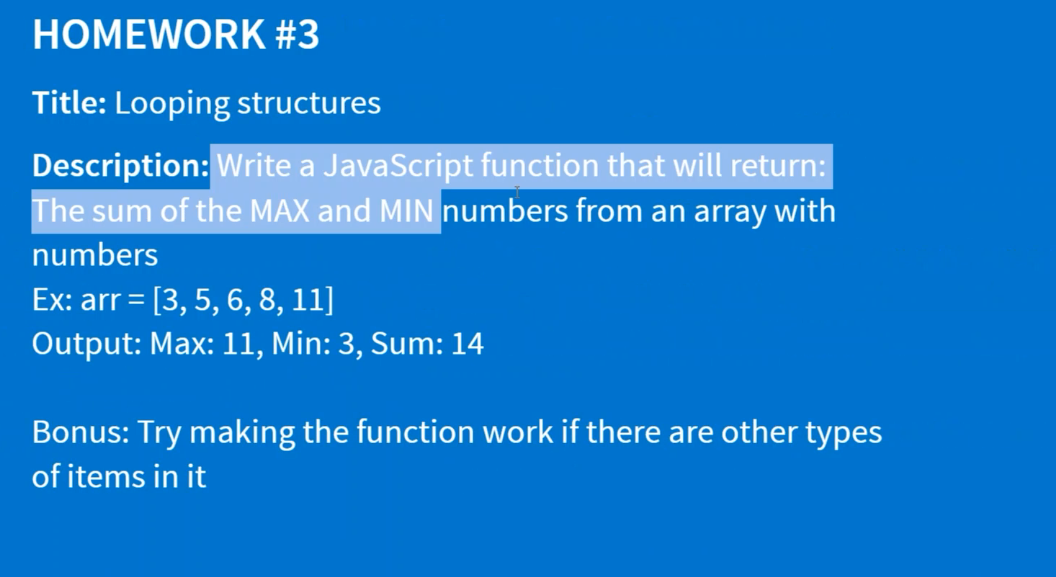 HOMEWORK #3
Title: Looping structures
Description: Write a JavaScript function that will return:
The sum of the MAX and MIN numbers from an array with
numbers
Ex: arr = [3, 5, 6, 8, 11]
Output: Max: 11, Min: 3, Sum: 14
Bonus: Try making the function work if there are other types
of items in it